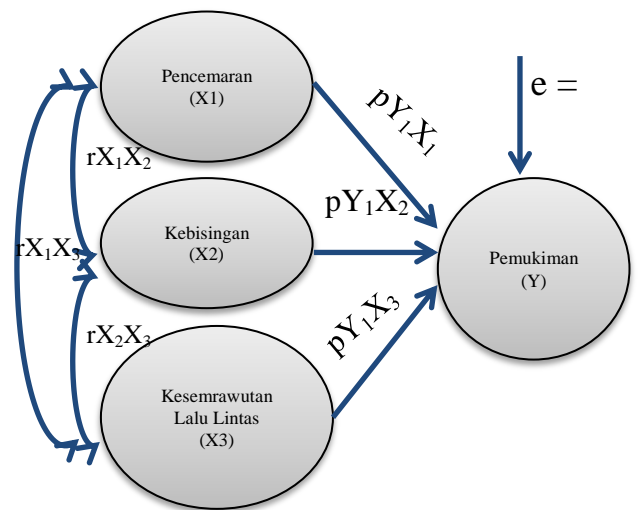 Pencemaran
(X1)
e =
pY₁X₁
rX₁X₂
pY₁X₂
Kebisingan
(X2)
rX₁X₃
Pemukiman
(Y)
rX₂X₃
pY₁X₃
Kesemrawutan
Lalu Lintas
(X3)